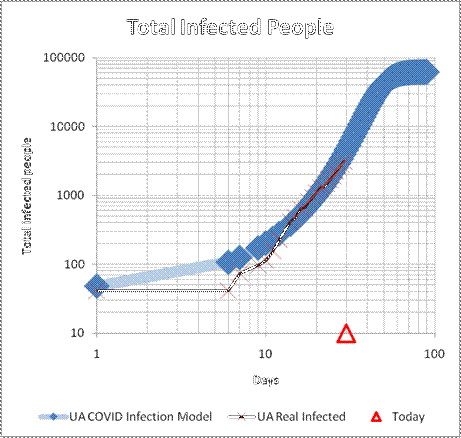 Total Infected People
100000
10000
1000
100
10
1
10
100
Total infected people
Days
UA COVID Infection Model
UA Real Infected
Today